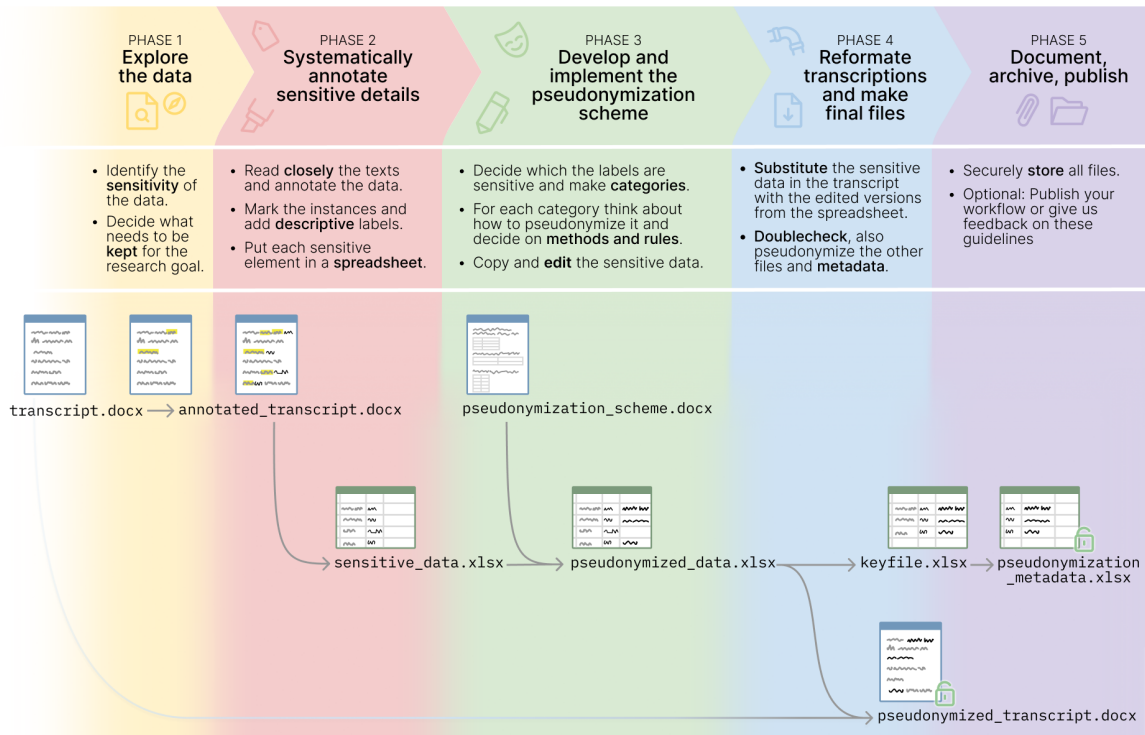 PHASE 1
Explore
the data
PHASE 2
Systematically
annotate
sensitive details
PHASE 3
Develop and
implement the
pseudonymization
scheme
PHASE 4
Reformate
transcriptions
and make
final files
PHASE 5
Document,
archive, publish
• Identify the
sensitivity of
the data.
• Decide what
needs to be
kept for the
research goal.
• Read closely the texts
and annotate the data.
• Mark the instances and
add descriptive labels.
• Put each sensitive
element in a spreadsheet.
• Decide which the labels are
sensitive and make categories.
• For each category think about
how to pseudonymize it and
decide on methods and rules.
• Copy and edit the sensitive data.
• Substitute the sensitive
data in the transcript
with the edited versions
from the spreadsheet.
• Doublecheck, also
pseudonymize the other
files and metadata.
• Securely store all files.
• Optional: Publish your
workflow or give us
feedback on these
guidelines
transcript.docx
annotated_transcript.docx
pseudonymization_scheme.docx
sensitive_data.xlsx
pseudonymized_data.xlsx
keyfile.xlsx
pseudonymization
_metadata.xlsx
pseudonymized_transcript.docx